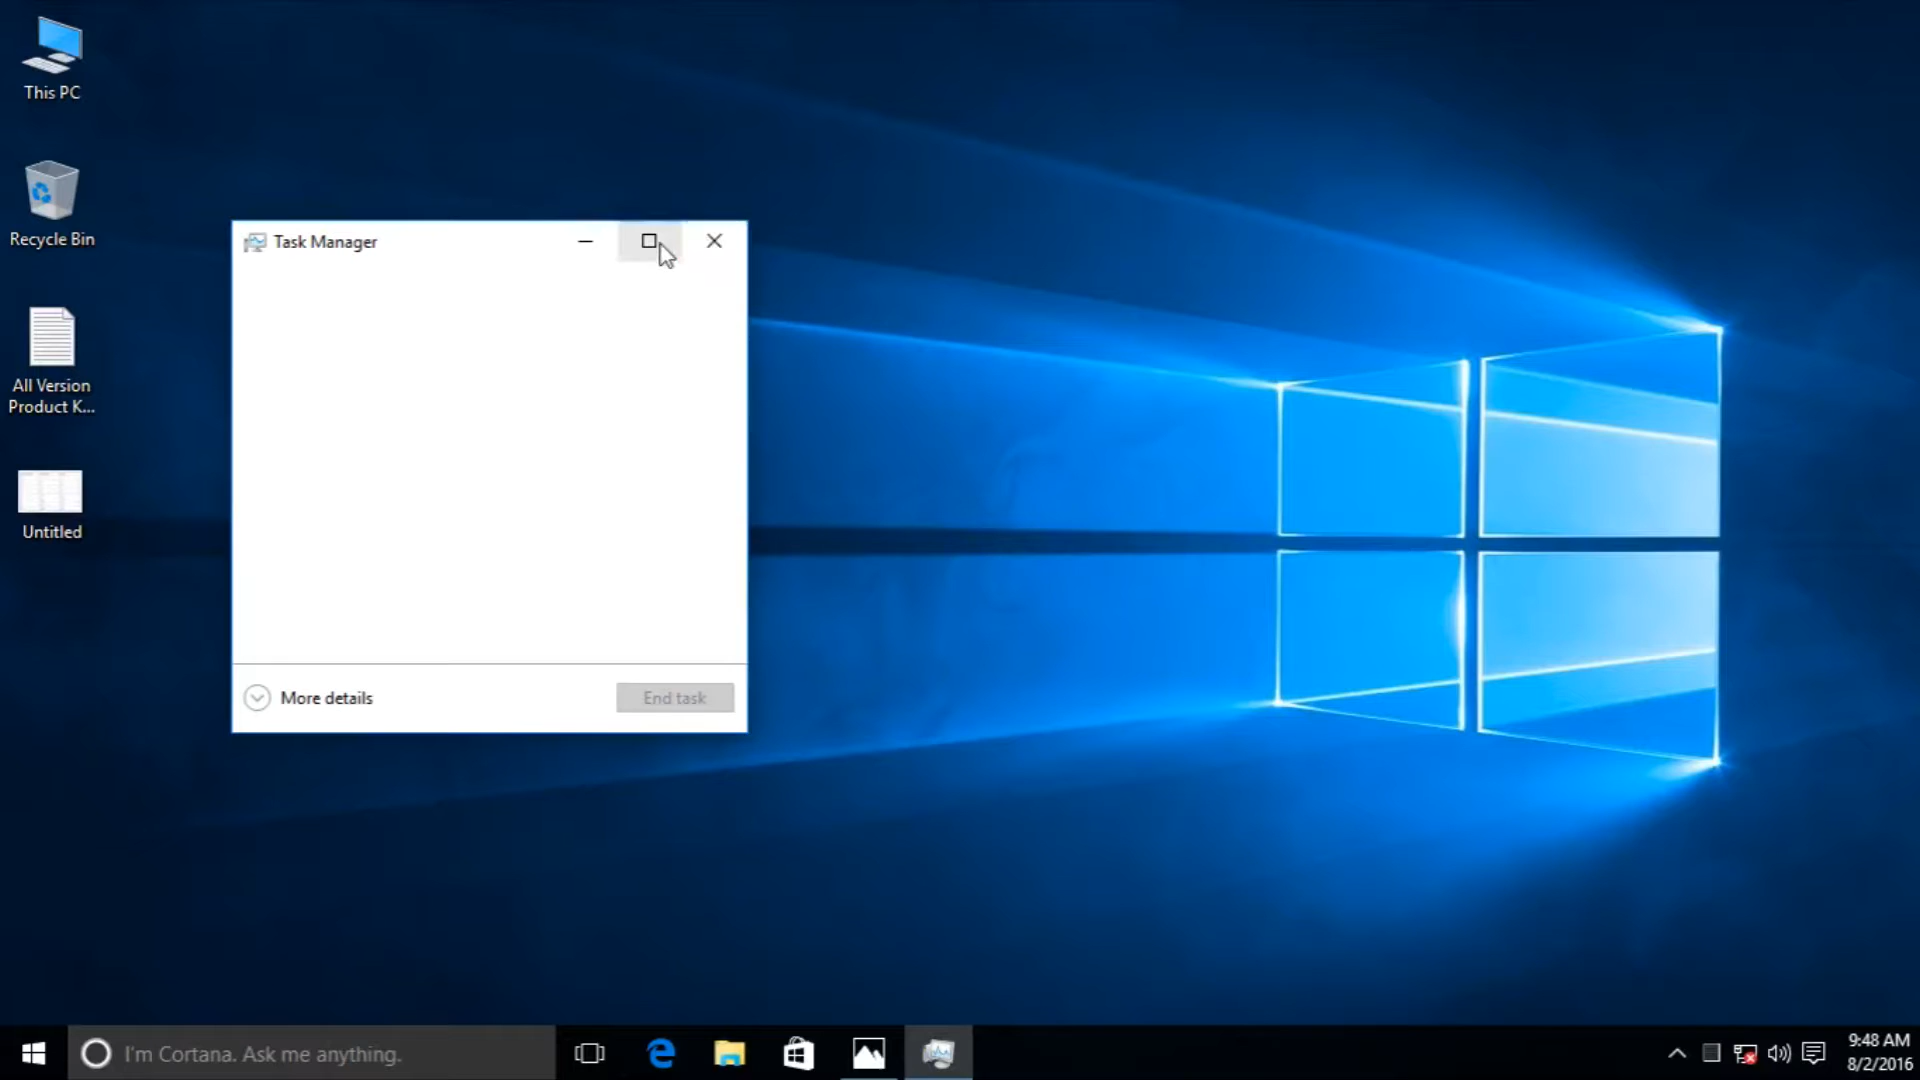 This PC
Recycle Bin
All Version
Product K...
Untitled
Task Manager
More details
End task
I'm Cortana. Ask me anything.
9:48 AM
8/2/2016